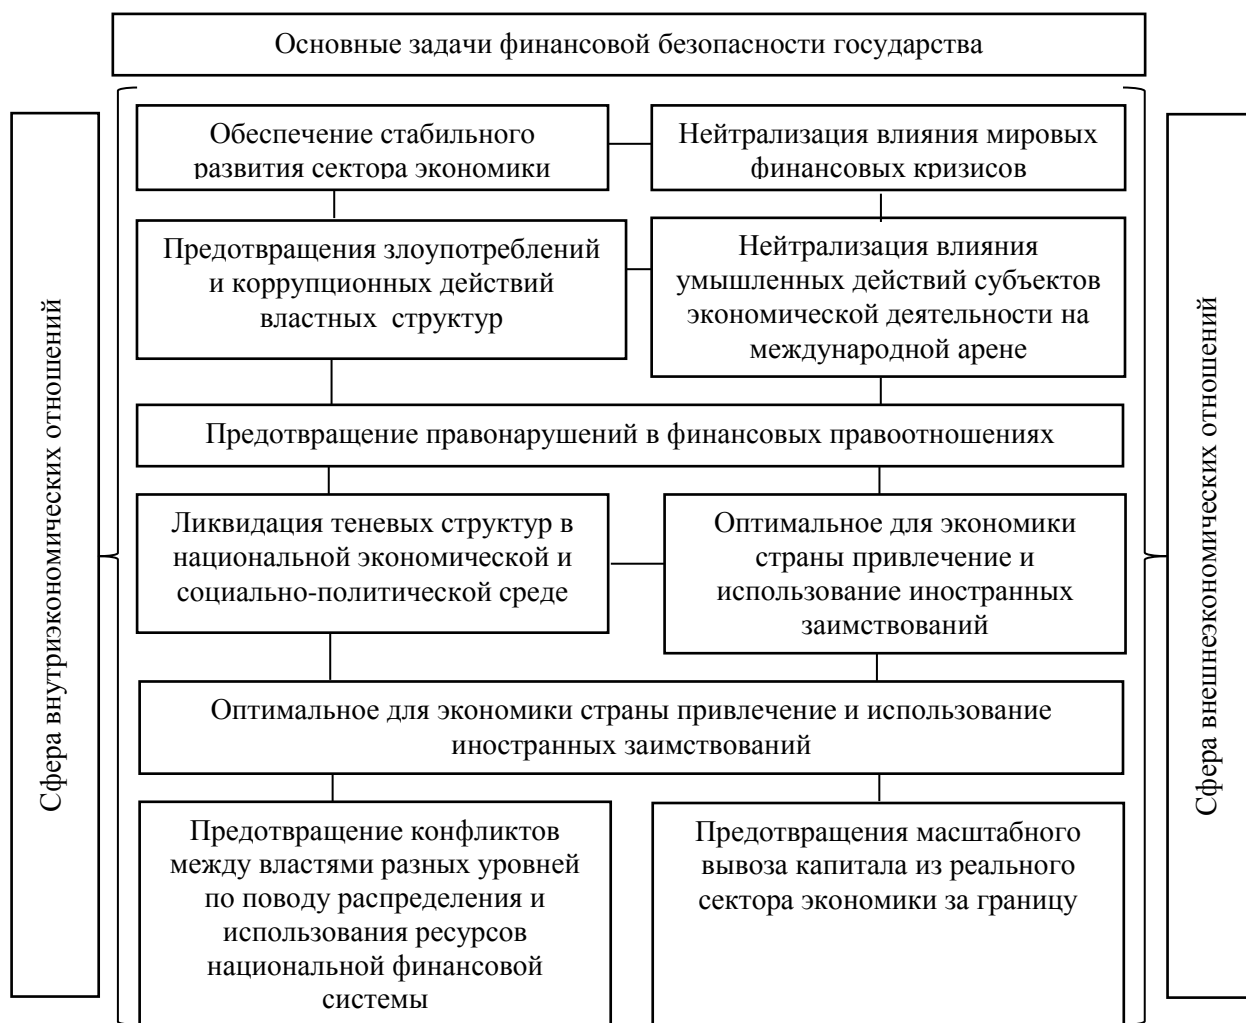 Основные задачи финансовой безопасности государства
Сфера внутриэкономических отношений
Обеспечение стабильного
развития сектора экономики
Нейтрализация влияния мировых
финансовых кризисов
Предотвращения злоупотреблений
и коррупционных действий
властных структур
Нейтрализация влияния
умышленных действий субъектов
экономической деятельности на
международной арене
Предотвращение правонарушений в финансовых правоотношениях
Ликвидация теневых структур в
национальной экономической и
социально-политической среде
Оптимальное для экономики
страны привлечение и
использование иностранных
заимствований
Оптимальное для экономики страны привлечение и использование
иностранных заимствований
Предотвращение конфликтов
между властями разных уровней
по поводу распределения и
использования ресурсов
национальной финансовой
системы
Предотвращения масштабного
вывоза капитала из реального
сектора экономики за границу
Сфера внешнеэкономических отношений